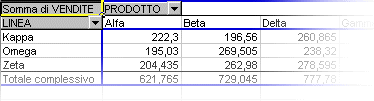 Somma di VENDITE PRODOTTO
LINEA Alfa Beta Delta Gamma
Kappa 222,3 196,56 260,865
Omega 195,03 269,505 238,32
Zeta 204,435 262,98 278,595
Totale complessivo 621,765 729,045 777,78